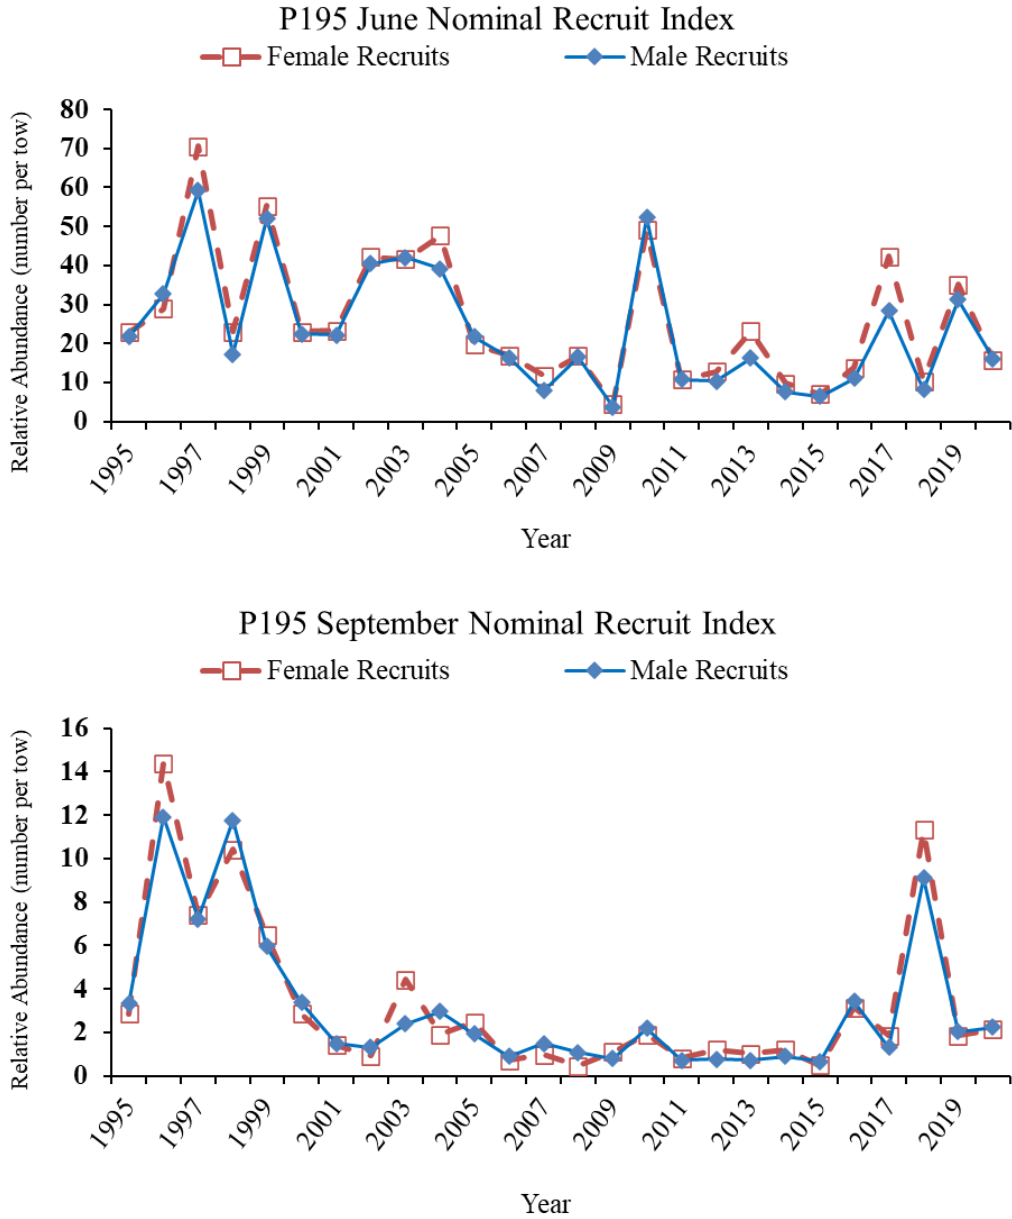 P195 June Nominal Recruit Index
Female Recruits Male Recruits
Relative Abundance (number per tow)
80
70
60
50
40
30
20
10
0
1995 1997 1999 2001 2003 2005 2007 2009 2011 2013 2015 2017 2019
Year
P195 September Nominal Recruit Index
Female Recruits Male Recruits
Relative Abundance (number per tow)
16
14
12
10
8
6
4
2
0
1995 1997 1999 2001 2003 2005 2007 2009 2011 2013 2015 2017 2019
Year